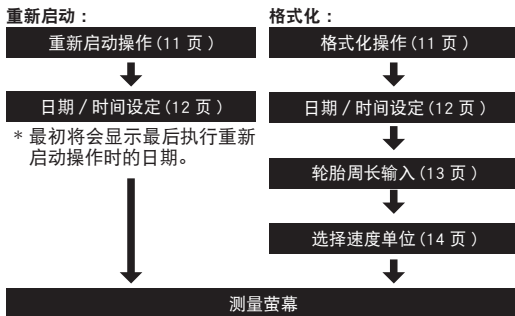 重新启动：
重新启动操作(11 页)
日期/时间设定(12 页)
* 最初将会显示最后执行重新
启动操作时的日期。
格式化：
格式化操作(11 页)
日期/时间设定(12 页)
轮胎周长输入(13 页)
选择速度单位(14 页)
测量萤幕